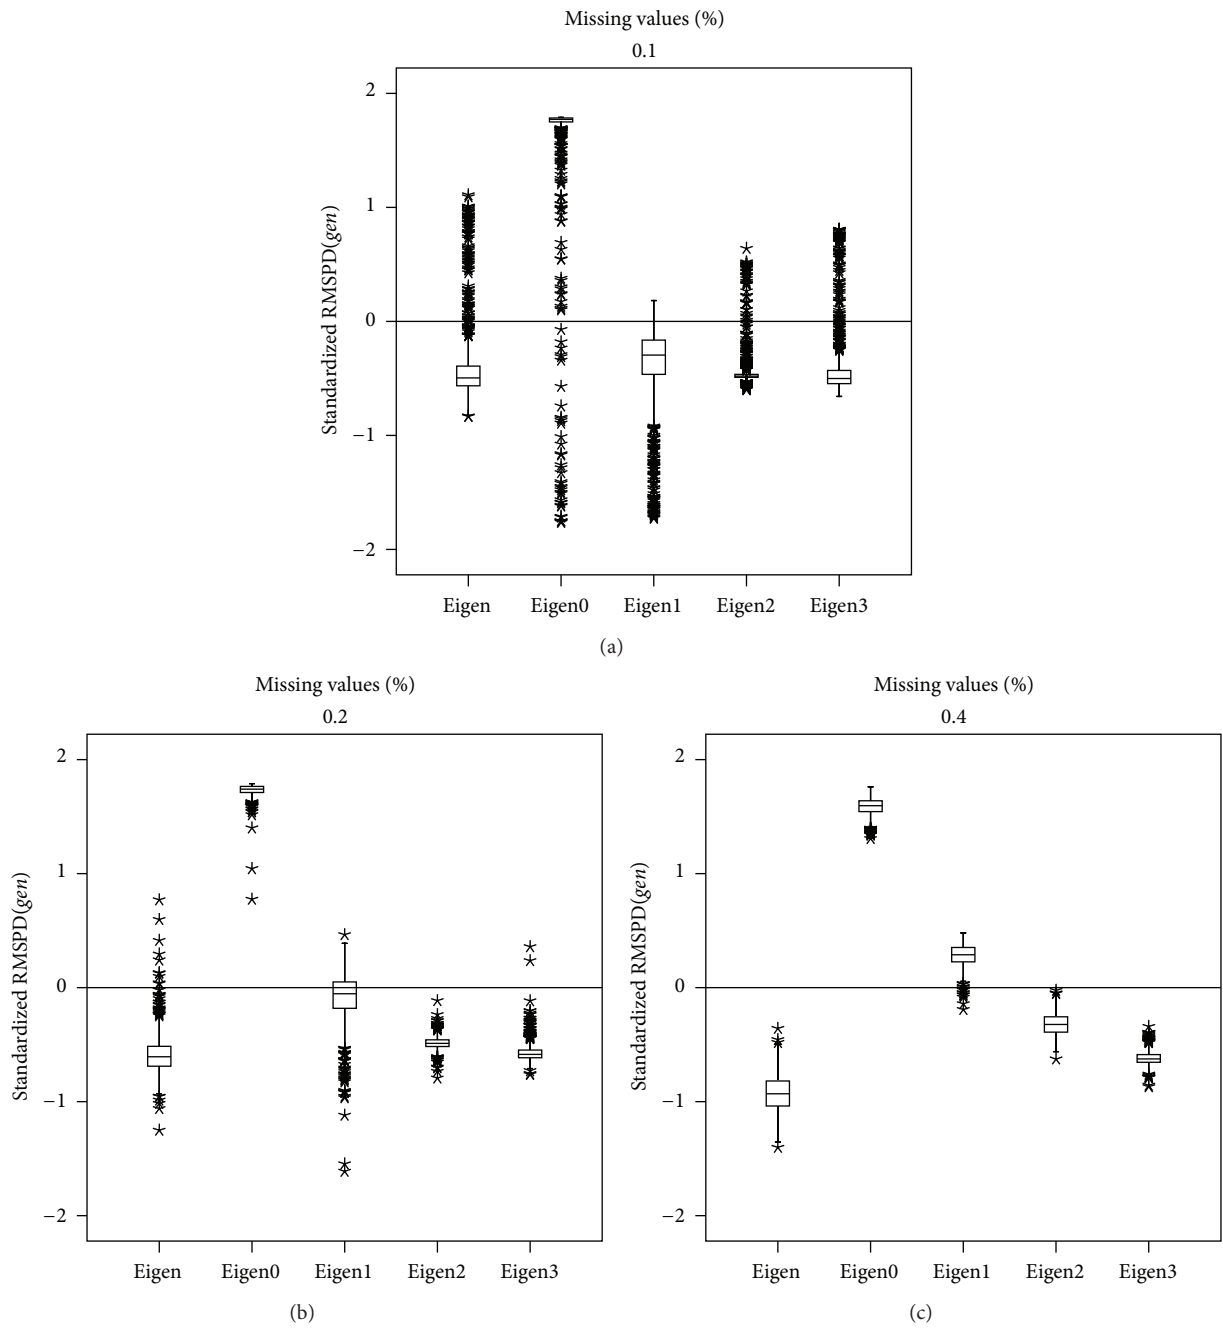 Missing values (%)
0.1
2
1
0
−1
−2
Standardized RMSPD(gen)
Eigen Eigen0 Eigen1 Eigen2 Eigen3
(a)
Missing values (%)
0.2
2
1
0
−1
−2
Standardized RMSPD(gen)
Eigen Eigen0 Eigen1 Eigen2 Eigen3
(b)
Missing values (%)
0.4
2
1
0
−1
−2
Standardized RMSPD(gen)
Eigen Eigen0 Eigen1 Eigen2 Eigen3
(c)